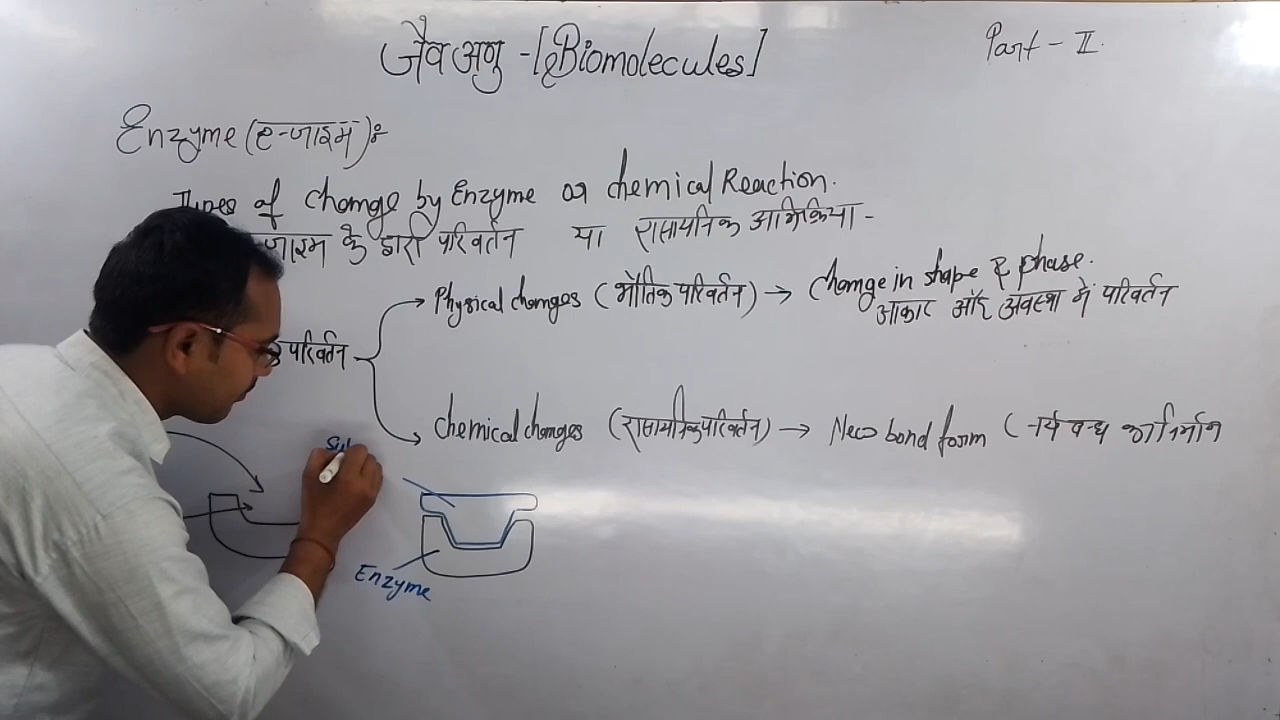 जैव अणु - [Biomolecules]
Part - II.
Enzyme (ए-जाइम):
Types of change by Enzyme or chemical Reaction.
जाइम के द्वारा परिवर्तन या रासायनिक अभिक्रिया -
Physical changes (भौतिक परिवर्तन) → change in shape & phase.
आकार और अवस्था में परिवर्तन
परिवर्तन
chemical changes (रासायनिक परिवर्तन) → New bond form (नये बन्ध का निर्माण
Enzyme